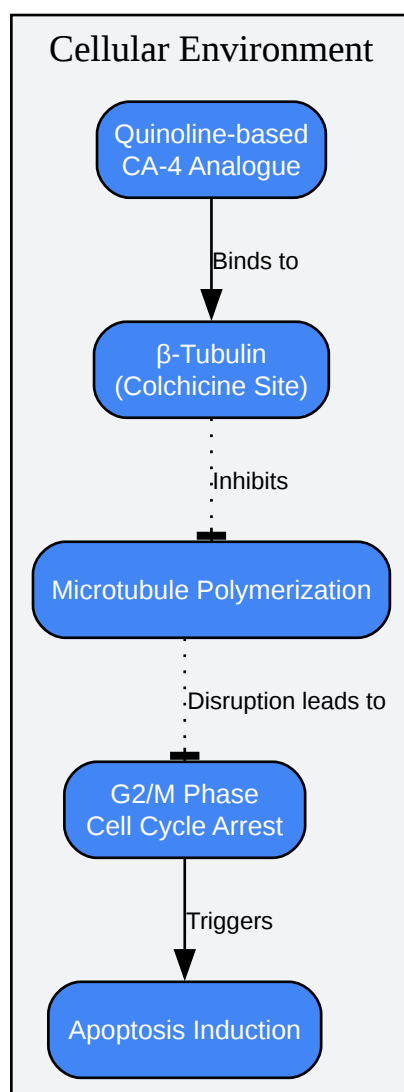 Cellular Environment
Quinoline-based
CA-4 Analogue
Binds to
β-Tubulin
(Colchicine Site)
Inhibits
Microtubule Polymerization
Disruption leads to
G2/M Phase
Cell Cycle Arrest
Triggers
Apoptosis Induction